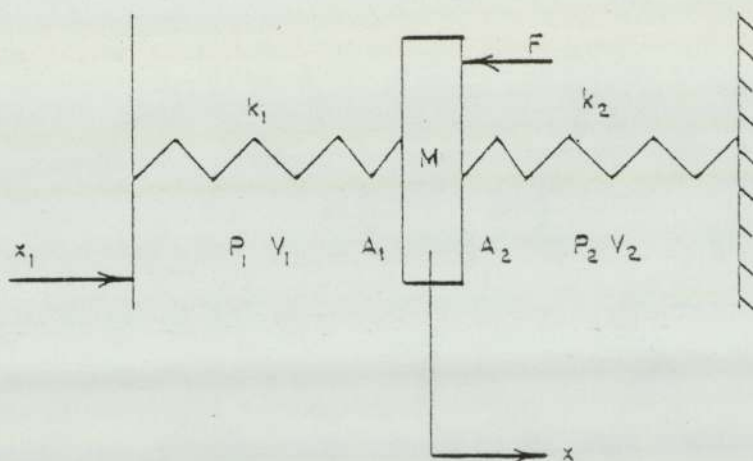 F
k₁ k₂
M
x₁ P₁ V₁ A₁ A₂ P₂ V₂
x